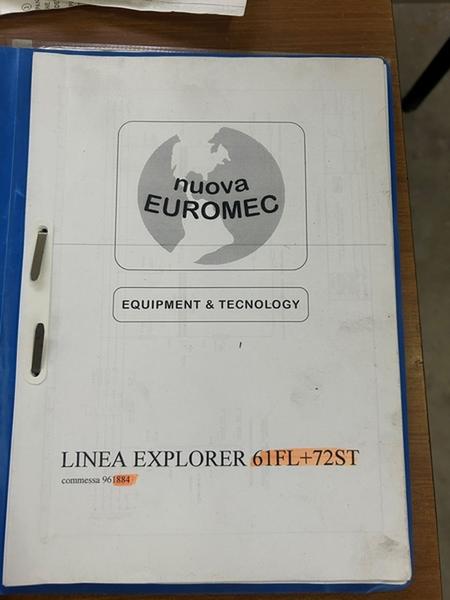 nuova
EUROMEC
EQUIPMENT & TECNOLOGY
LINEA EXPLORER 61FL+72ST
commessa 961884